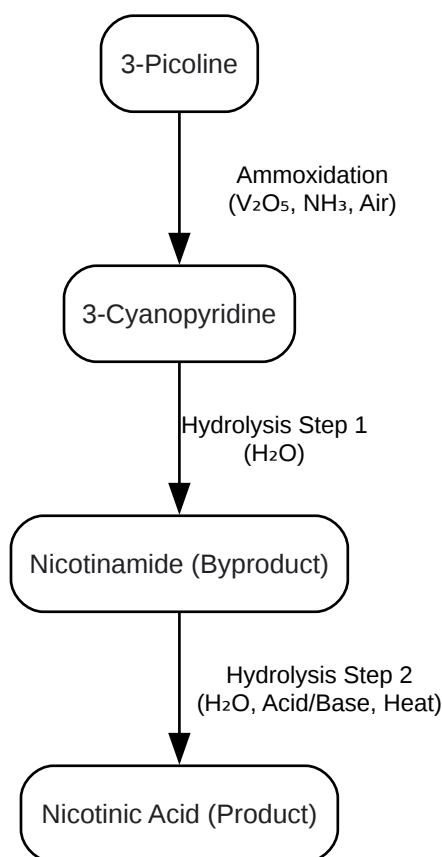 3-Picoline
Ammoxidation
(V₂O₅, NH₃, Air)
3-Cyanopyridine
Hydrolysis Step 1
(H₂O)
Nicotinamide (Byproduct)
Hydrolysis Step 2
(H₂O, Acid/Base, Heat)
Nicotinic Acid (Product)